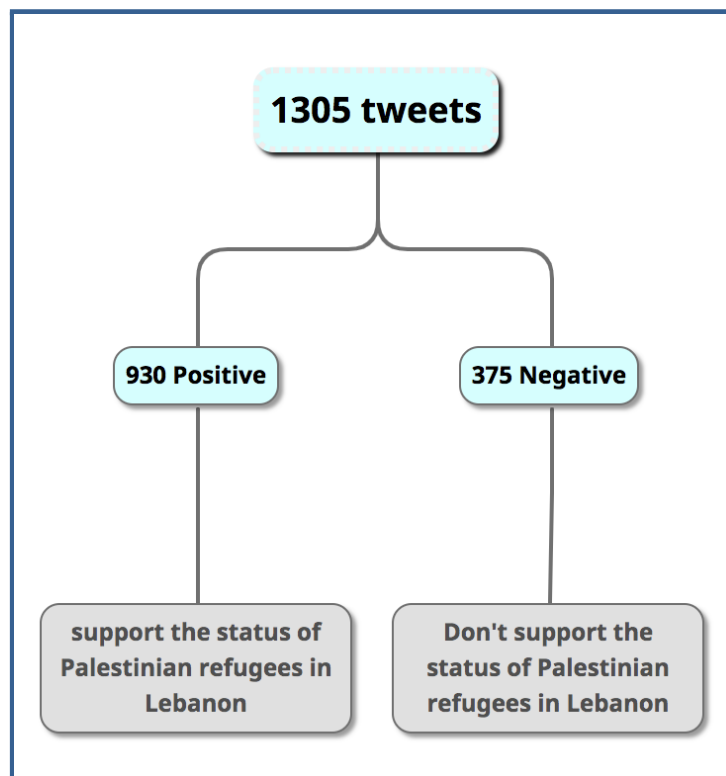 1305 tweets
930 Positive
375 Negative
support the status of
Palestinian refugees in
Lebanon
Don't support the
status of Palestinian
refugees in Lebanon